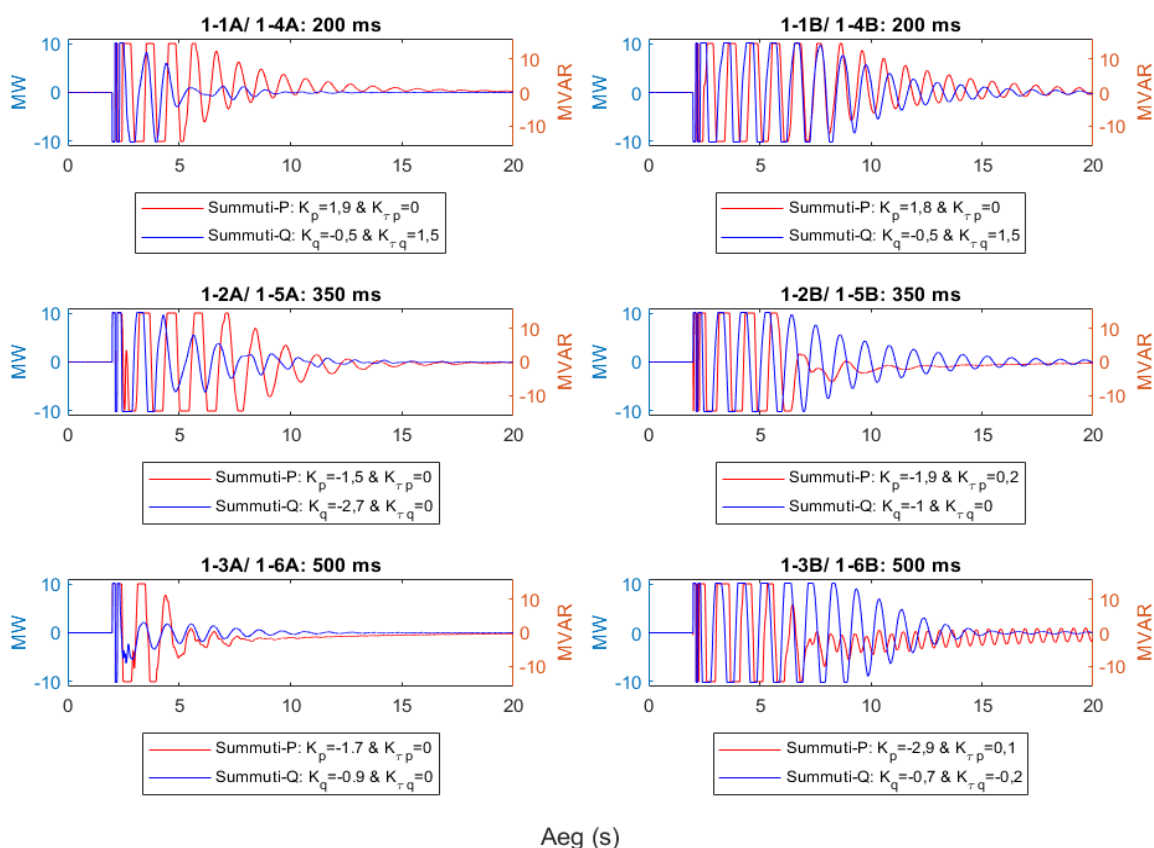 1-1A/ 1-4A: 200 ms
1-1B/ 1-4B: 200 ms
MW
10
0
-10
10
0
-10
MVAR
0 5 10 15 20
MW
10
0
-10
10
0
-10
MVAR
0 5 10 15 20
Summuti-P: Kp=1,9 & Kτp=0
Summuti-Q: Kq=-0,5 & Kτq=1,5
Summuti-P: Kp=1,8 & Kτp=0
Summuti-Q: Kq=-0,5 & Kτq=1,5
1-2A/ 1-5A: 350 ms
1-2B/ 1-5B: 350 ms
MW
10
0
-10
10
0
-10
MVAR
0 5 10 15 20
MW
10
0
-10
10
0
-10
MVAR
0 5 10 15 20
Summuti-P: Kp=-1,5 & Kτp=0
Summuti-Q: Kq=-2,7 & Kτq=0
Summuti-P: Kp=-1,9 & Kτp=0,2
Summuti-Q: Kq=-1 & Kτq=0
1-3A/ 1-6A: 500 ms
1-3B/ 1-6B: 500 ms
MW
10
0
-10
10
0
-10
MVAR
0 5 10 15 20
MW
10
0
-10
10
0
-10
MVAR
0 5 10 15 20
Summuti-P: Kp=-1.7 & Kτp=0
Summuti-Q: Kq=-0.9 & Kτq=0
Summuti-P: Kp=-2,9 & Kτp=0,1
Summuti-Q: Kq=-0,7 & Kτq=-0,2
Aeg (s)